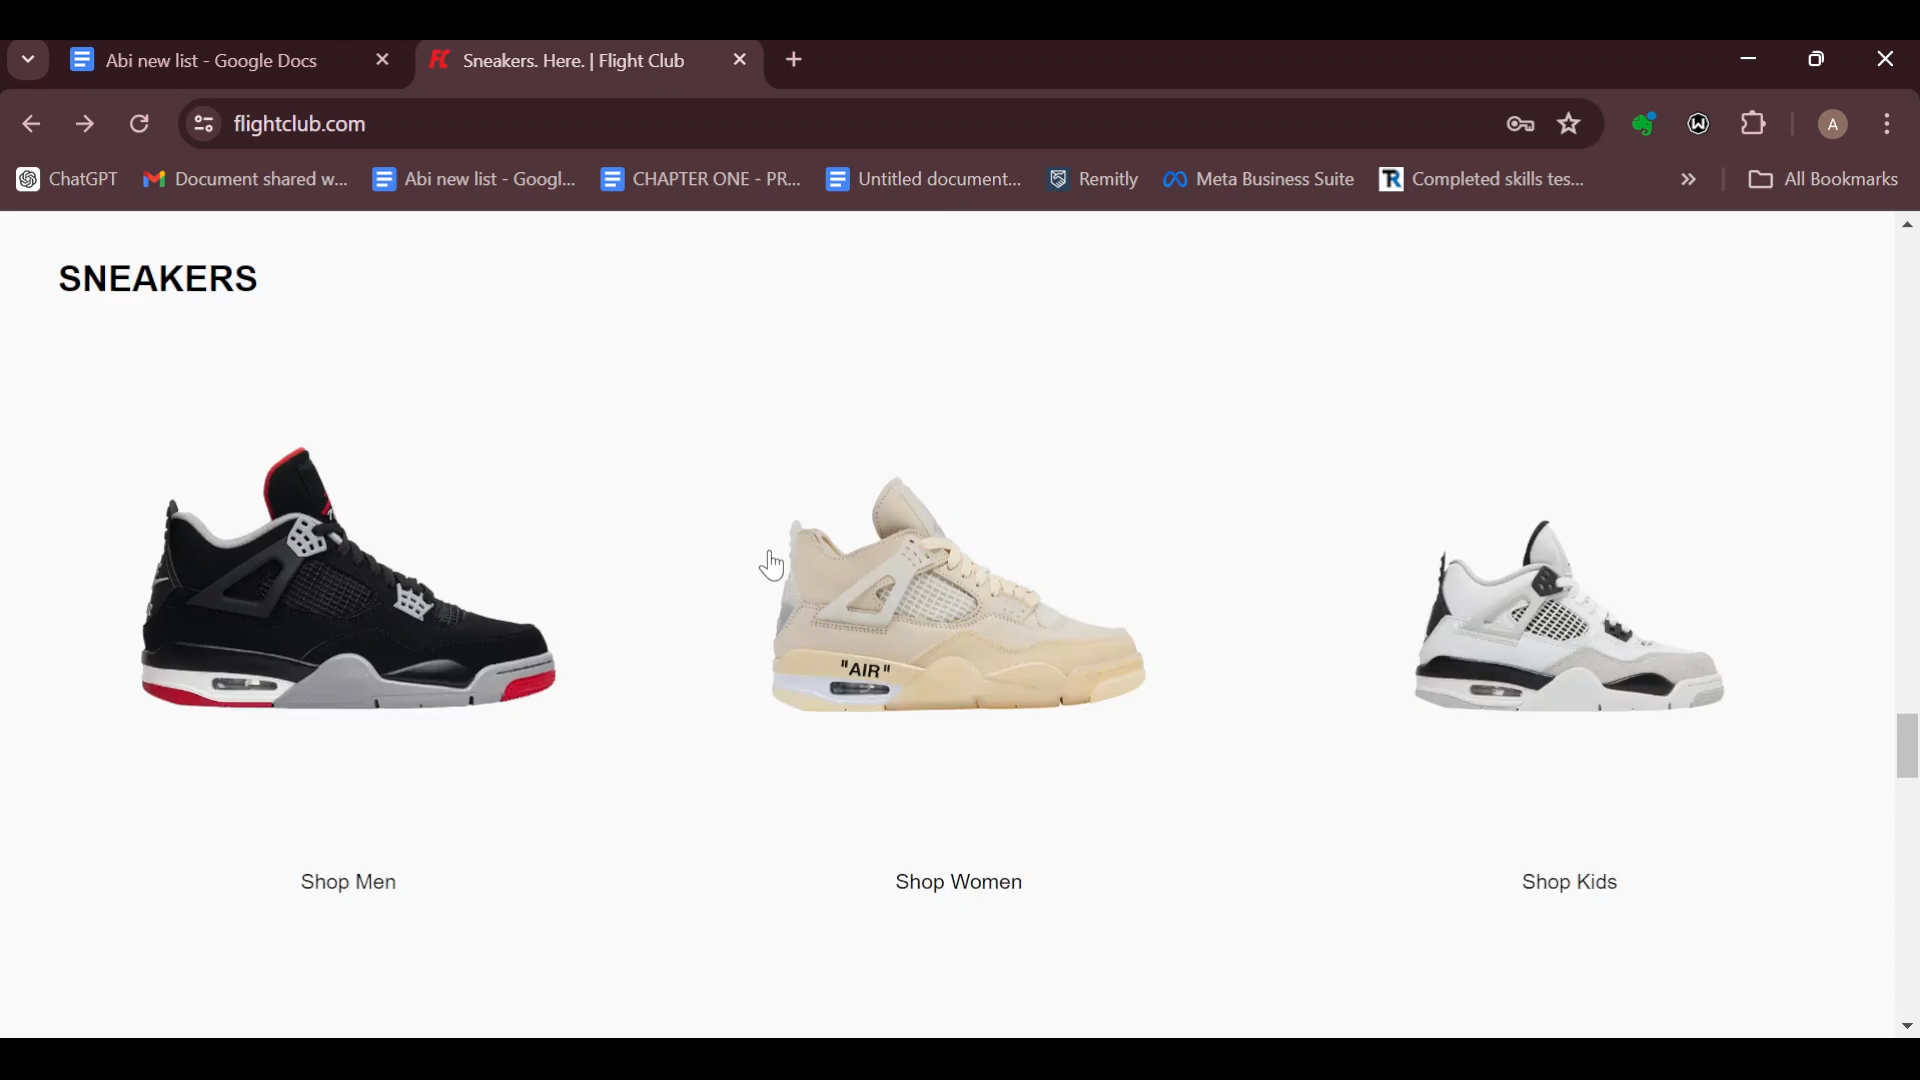 Abi new list - Google Docs
FC Sneakers. Here. | Flight Club
flightclub.com
A
ChatGPT
Document shared w...
Abi new list - Googl...
CHAPTER ONE - PR...
Untitled document...
Remitly
Meta Business Suite
TR Completed skills tes...
All Bookmarks
SNEAKERS
"AIR"
Shop Men
Shop Women
Shop Kids